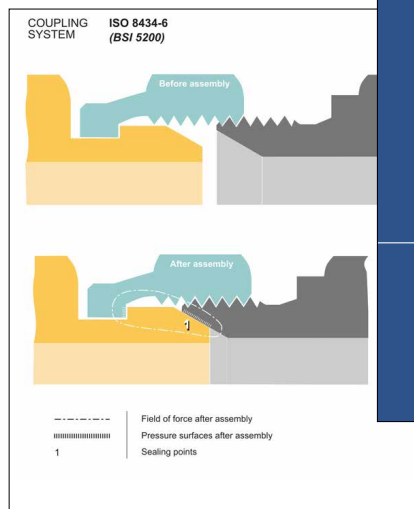 COUPLING ISO 8434-6
SYSTEM (BSI 5200)
Before assembly
After assembly
1
Field of force after assembly
Pressure surfaces after assembly
1 Sealing points